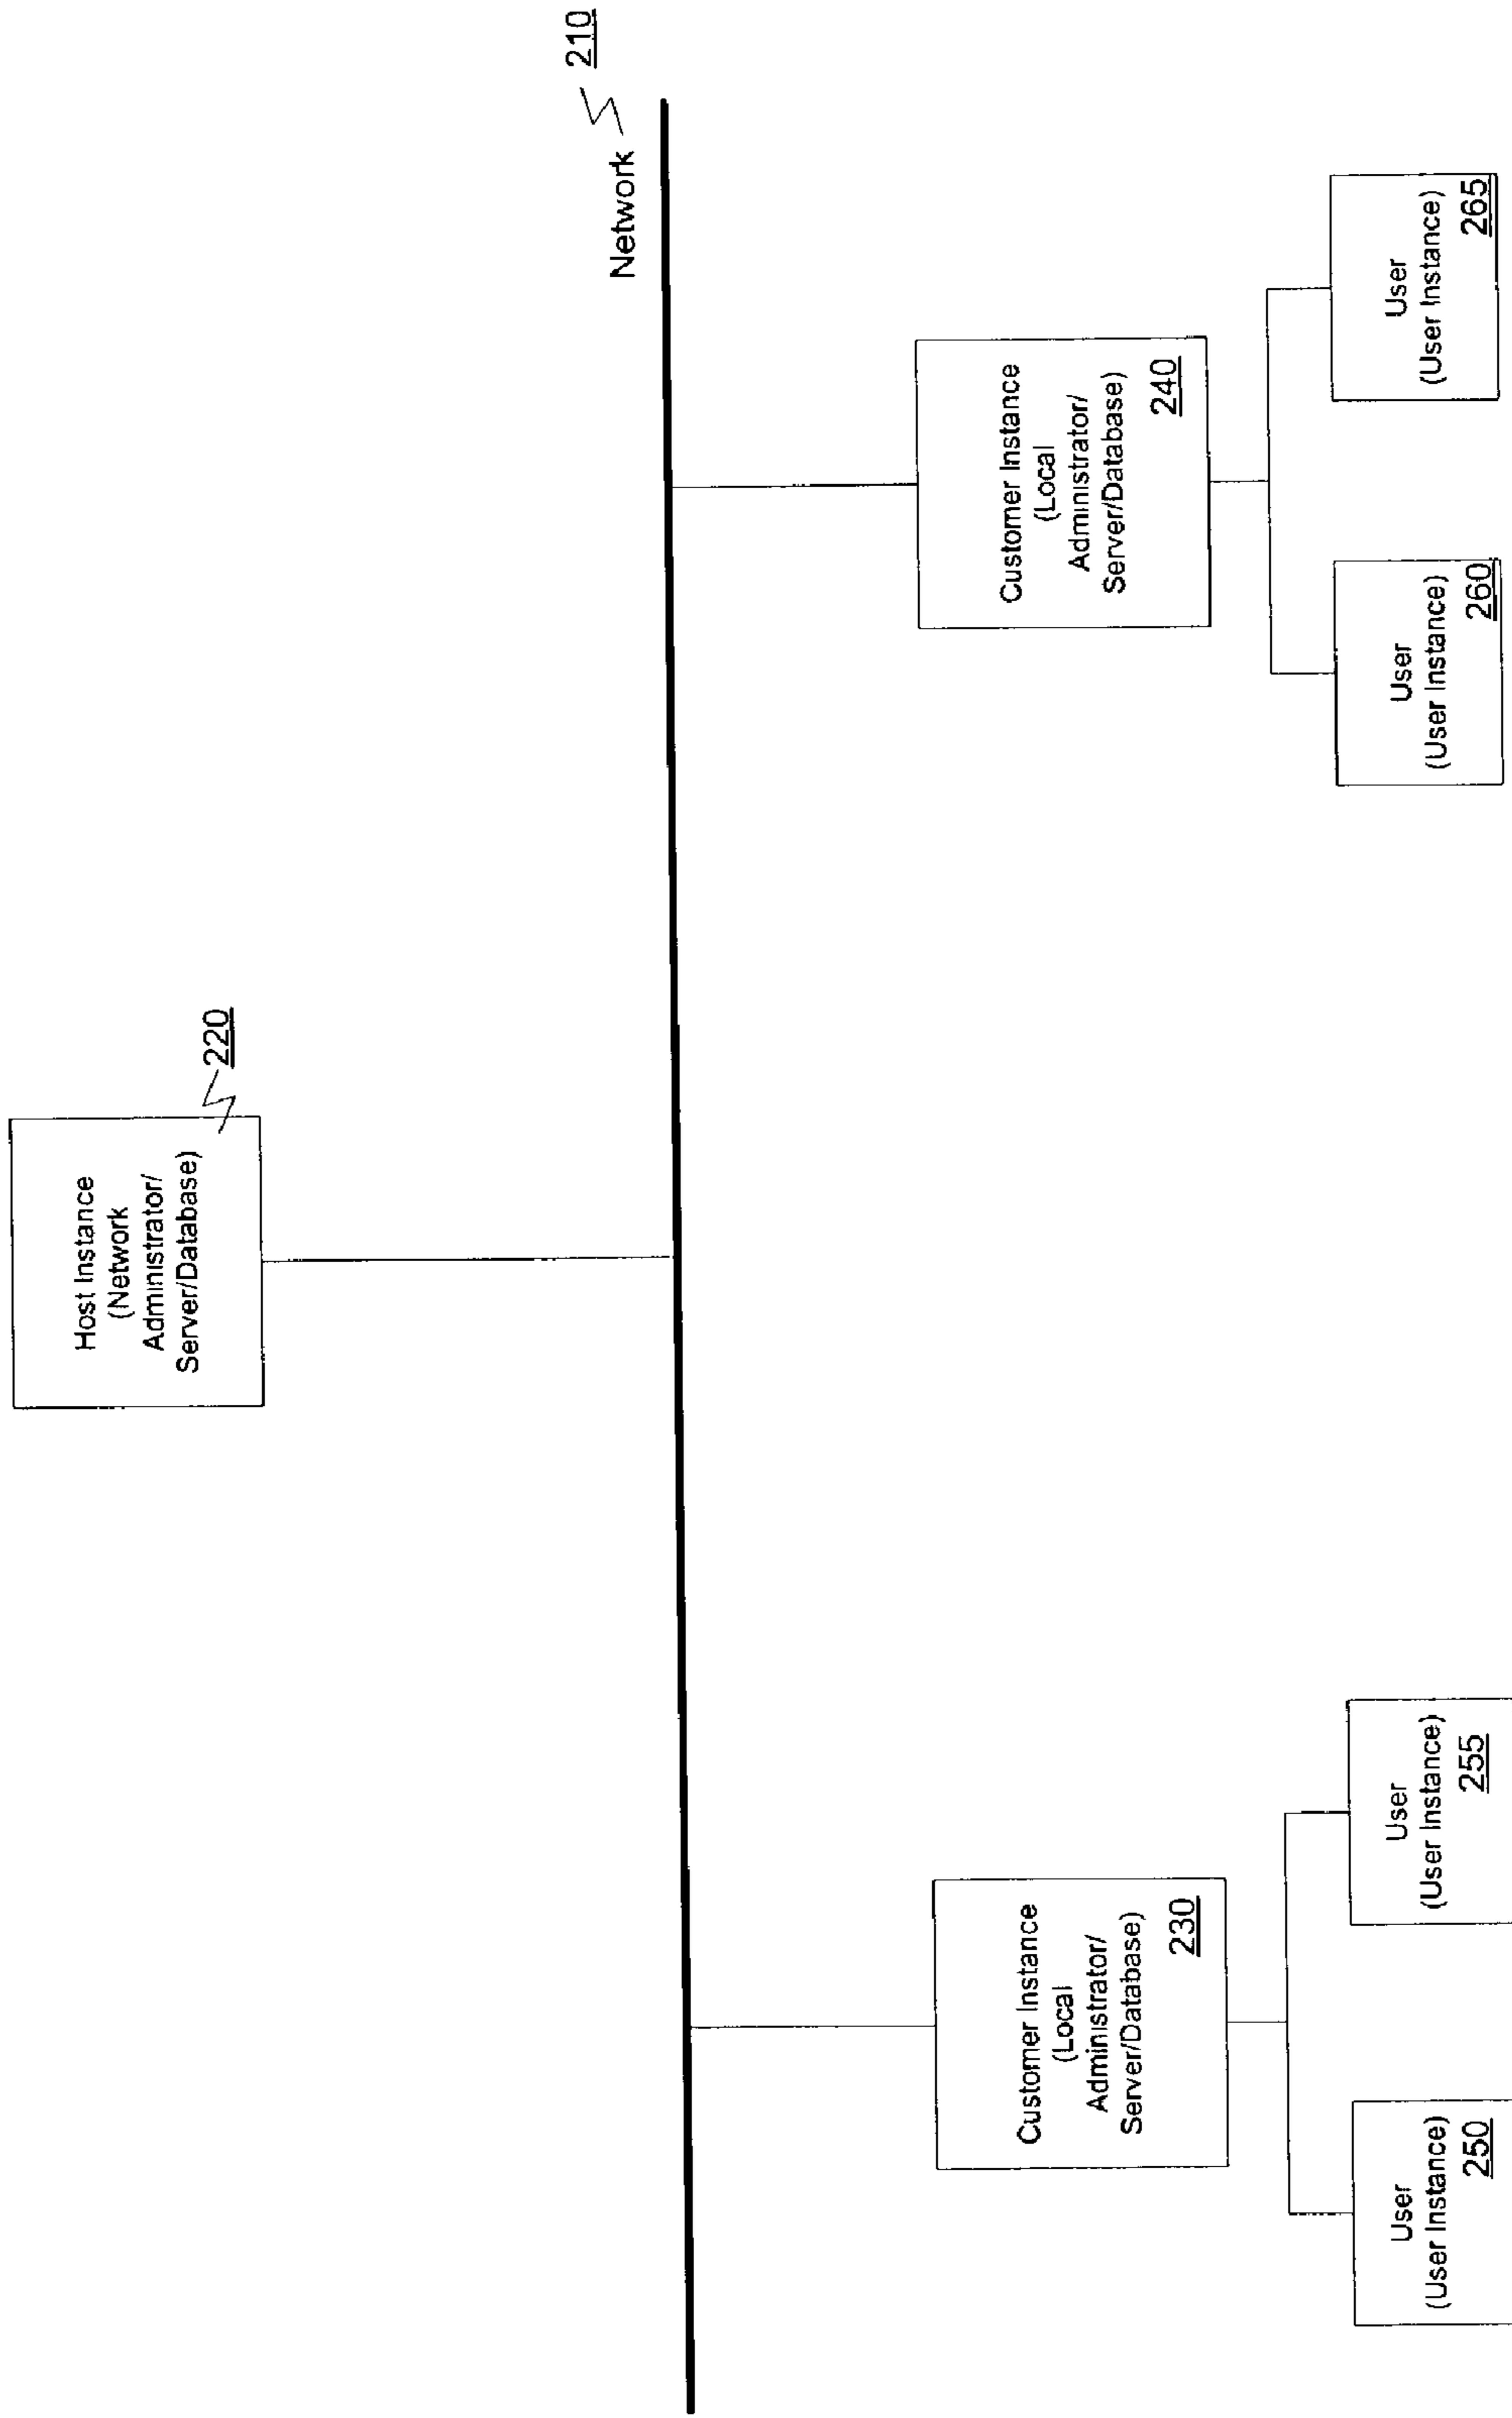 Host Instance
(Network
Administrator/
Server/Database)
220
Network
210
Customer Instance
(Local
Administrator/
Server/Database)
230
Customer Instance
(Local
Administrator/
Server/Database)
240
User
(User Instance)
250
User
(User Instance)
255
User
(User Instance)
260
User
(User Instance)
265